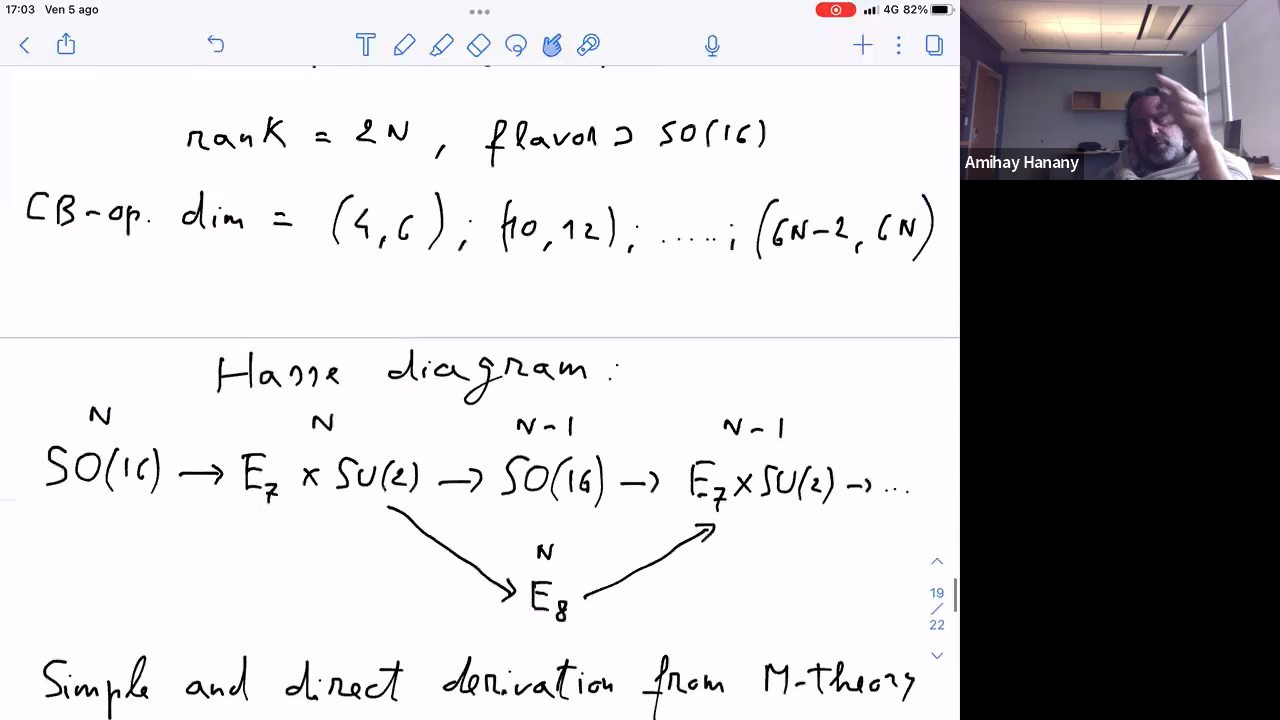 17:03 Ven 5 ago
4G 82%
T
rank = 2N , flavor ⊃ SO(16)
CB-op. dim = (4,6) ; (10,12) ; ..... ; (6N-2, 6N)
Hasse diagram :
N N N-1 N-1
SO(16) → E₇ × SU(2) → SO(16) → E₇ × SU(2) → ...
N
E₈
Simple and direct derivation from M-theory
19
/
22
Amihay Hanany